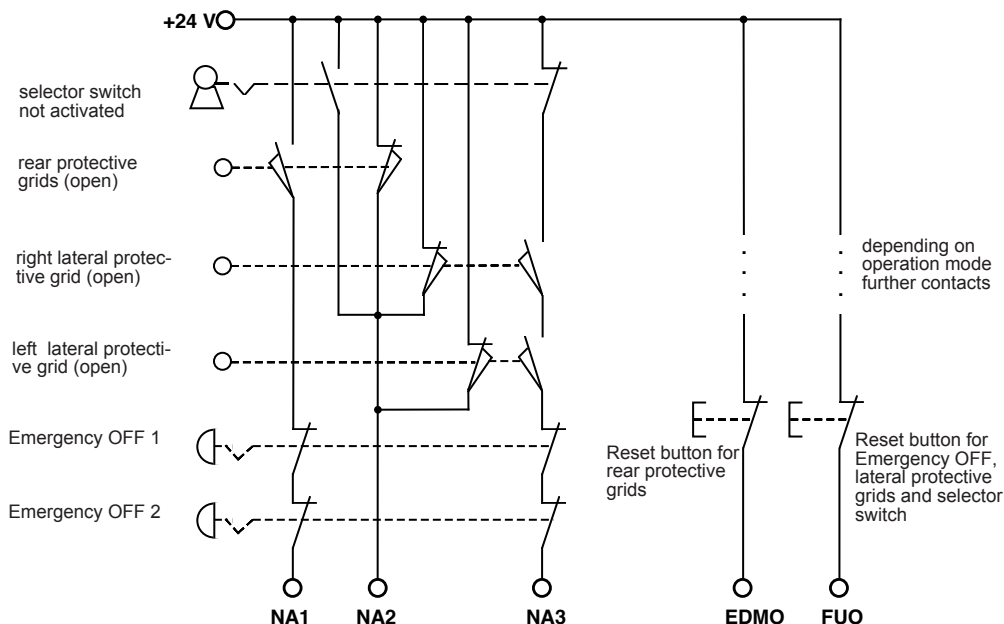 +24 V
selector switch
not activated
rear protective
grids (open)
right lateral protec-
tive grid (open)
depending on
operation mode
further contacts
left lateral protecti-
ve grid (open)
Emergency OFF 1
Reset button for
rear protective
grids
Reset button for
Emergency OFF,
lateral protective
grids and selector
switch
Emergency OFF 2
NA1
NA2
NA3
EDMO
FUO